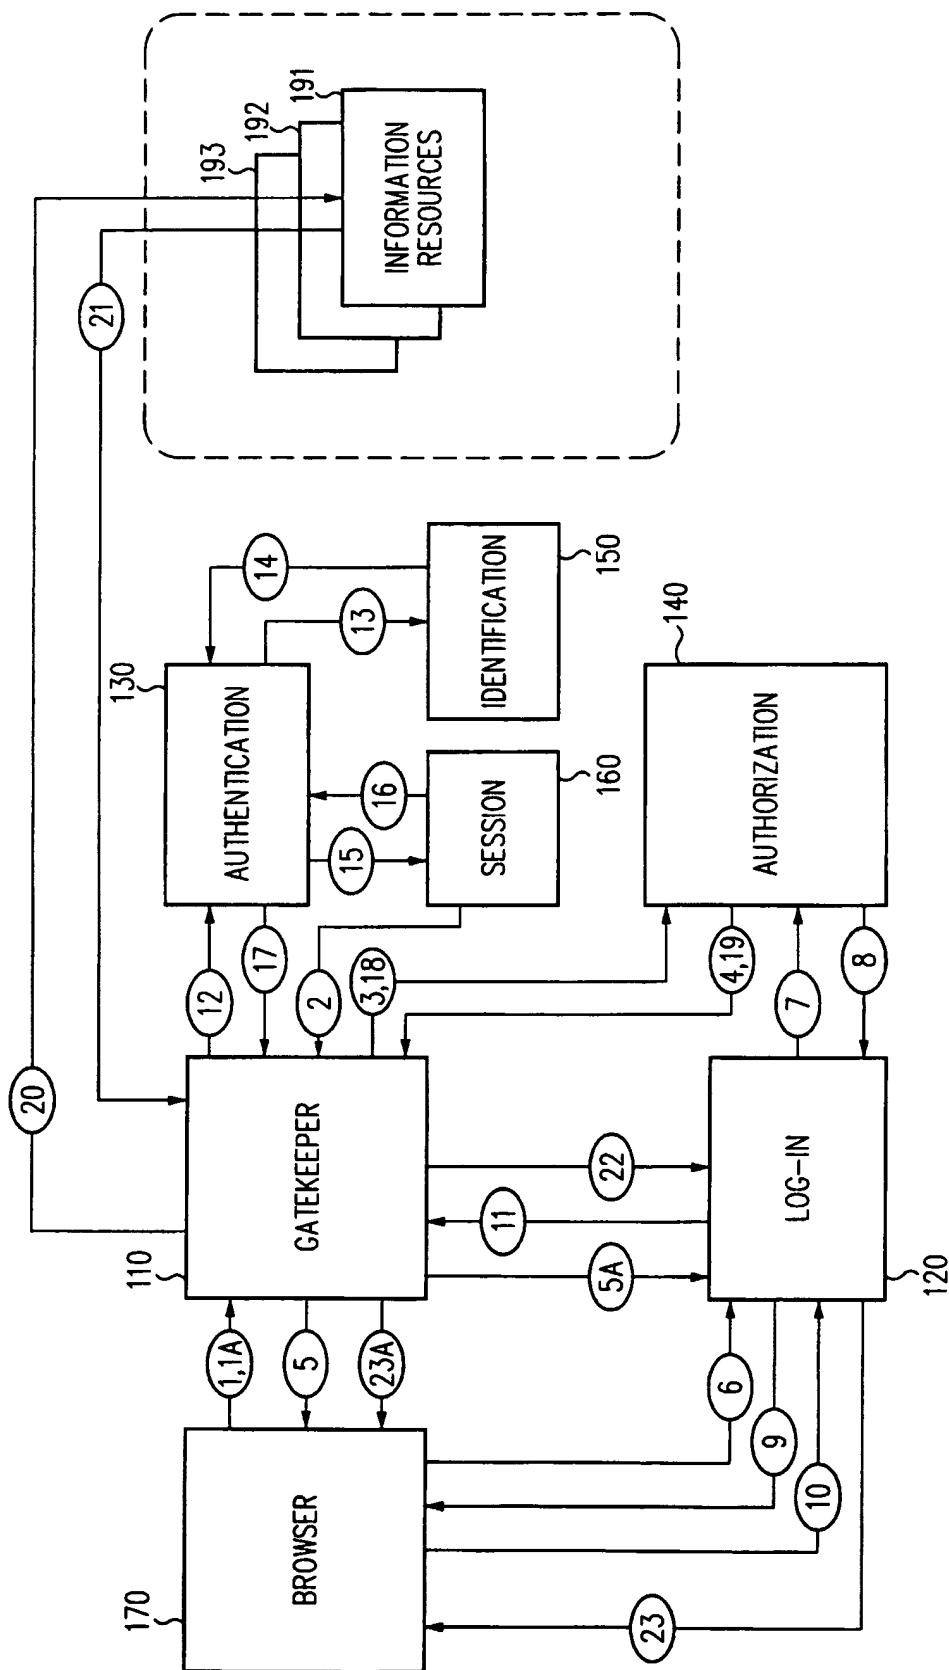 20
21
193
192
191
INFORMATION
RESOURCES
130
AUTHENTICATION
12
17
14
13
15
16
IDENTIFICATION
150
SESSION
160
2
3,18
4,19
140
AUTHORIZATION
7
8
110
GATEKEEPER
22
11
5A
LOG-IN
120
1,1A
5
23A
6
9
10
23
170
BROWSER